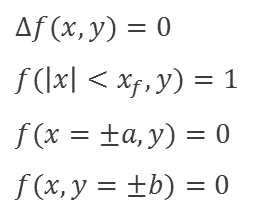 Δf(x, y) = 0
f(|x| < x_f, y) = 1
f(x = ±a, y) = 0
f(x, y = ±b) = 0